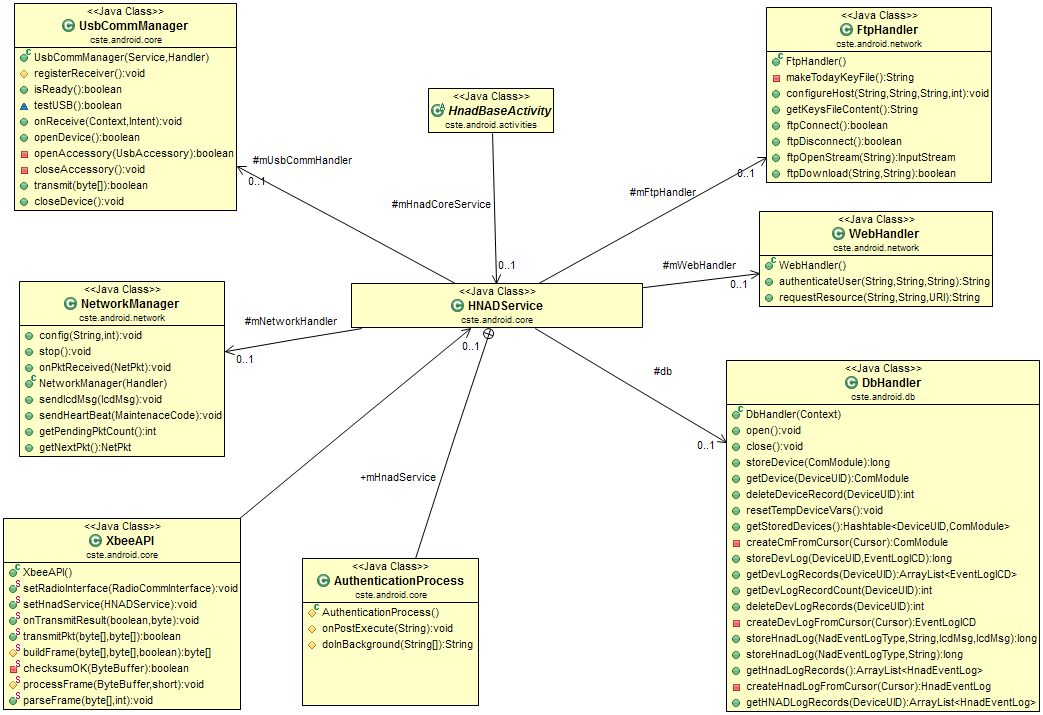 <<Java Class>>
UsbCommManager
cste.android.core
UsbCommManager(Service,Handler)
registerReceiver():void
isReady():boolean
testUSB():boolean
onReceive(Context,Intent):void
openDevice():boolean
openAccessory(UsbAccessory):boolean
closeAccessory():void
transmit(byte[]):boolean
closeDevice():void
<<Java Class>>
HnadBaseActivity
cste.android.activities
<<Java Class>>
FtpHandler
cste.android.network
FtpHandler()
makeTodayKeyFile():String
configureHost(String,String,String,int):void
getKeysFileContent():String
ftpConnect():boolean
ftpDisconnect():boolean
ftpOpenStream(String):InputStream
ftpDownload(String,String):boolean
#mUsbCommHandler
0..1
#mHnadCoreService
0..1
#mFtpHandler
0..1
<<Java Class>>
WebHandler
cste.android.network
WebHandler()
authenticateUser(String,String,String):String
requestResource(String,String,URI):String
#mWebHandler
0..1
<<Java Class>>
HNADService
cste.android.core
<<Java Class>>
NetworkManager
cste.android.network
config(String,int):void
stop():void
onPktReceived(NetPkt):void
NetworkManager(Handler)
sendIcdMsg(IcdMsg):void
sendHeartBeat(MaintenaceCode):void
getPendingPktCount():int
getNextPkt():NetPkt
#mNetworkHandler
0..1
0..1
+mHnadService
#db
0..1
<<Java Class>>
DbHandler
cste.android.db
DbHandler(Context)
open():void
close():void
storeDevice(ComModule):long
getDevice(DeviceUID):ComModule
deleteDeviceRecord(DeviceUID):int
resetTempDeviceVars():void
getStoredDevices():Hashtable<DeviceUID,ComModule>
createCmFromCursor(Cursor):ComModule
storeDevLog(DeviceUID,EventLogICD):long
getDevLogRecords(DeviceUID):ArrayList<EventLogICD>
getDevLogRecordCount(DeviceUID):int
deleteDevLogRecords(DeviceUID):int
createDevLogFromCursor(Cursor):EventLogICD
storeHnadLog(NadEventLogType,String,IcdMsg,IcdMsg):long
storeHnadLog(NadEventLogType,String):long
getHnadLogRecords():ArrayList<HnadEventLog>
createHnadLogFromCursor(Cursor):HnadEventLog
getHNADLogRecords(DeviceUID):ArrayList<HnadEventLog>
<<Java Class>>
XbeeAPI
cste.android.core
XbeeAPI()
setRadioInterface(RadioCommInterface):void
setHnadService(HNADService):void
onTransmitResult(boolean,byte):void
transmitPkt(byte[],byte[]):boolean
buildFrame(byte[],byte[],boolean):byte[]
checksumOK(ByteBuffer):boolean
processFrame(ByteBuffer,short):void
parseFrame(byte[],int):void
<<Java Class>>
AuthenticationProcess
cste.android.core
AuthenticationProcess()
onPostExecute(String):void
doInBackground(String[]):String